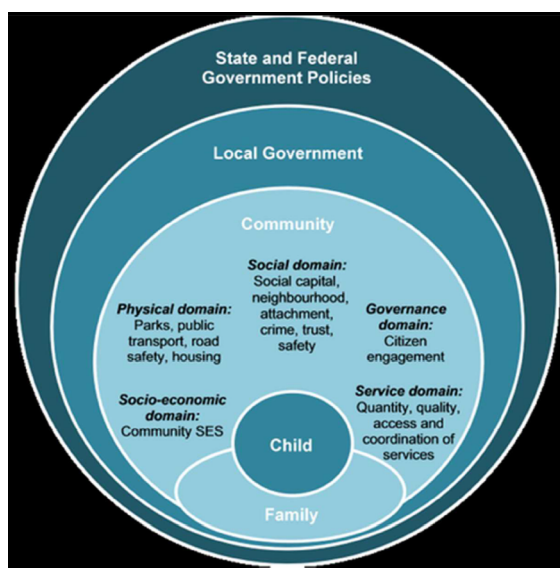 State and Federal
Government Policies
Local Government
Community
Social domain:
Social capital,
neighbourhood,
attachment,
crime, trust,
safety
Physical domain:
Parks, public
transport, road
safety, housing
Governance
domain:
Citizen
engagement
Socio-economic
domain:
Community SES
Service domain:
Quantity, quality,
access and
coordination of
services
Child
Family